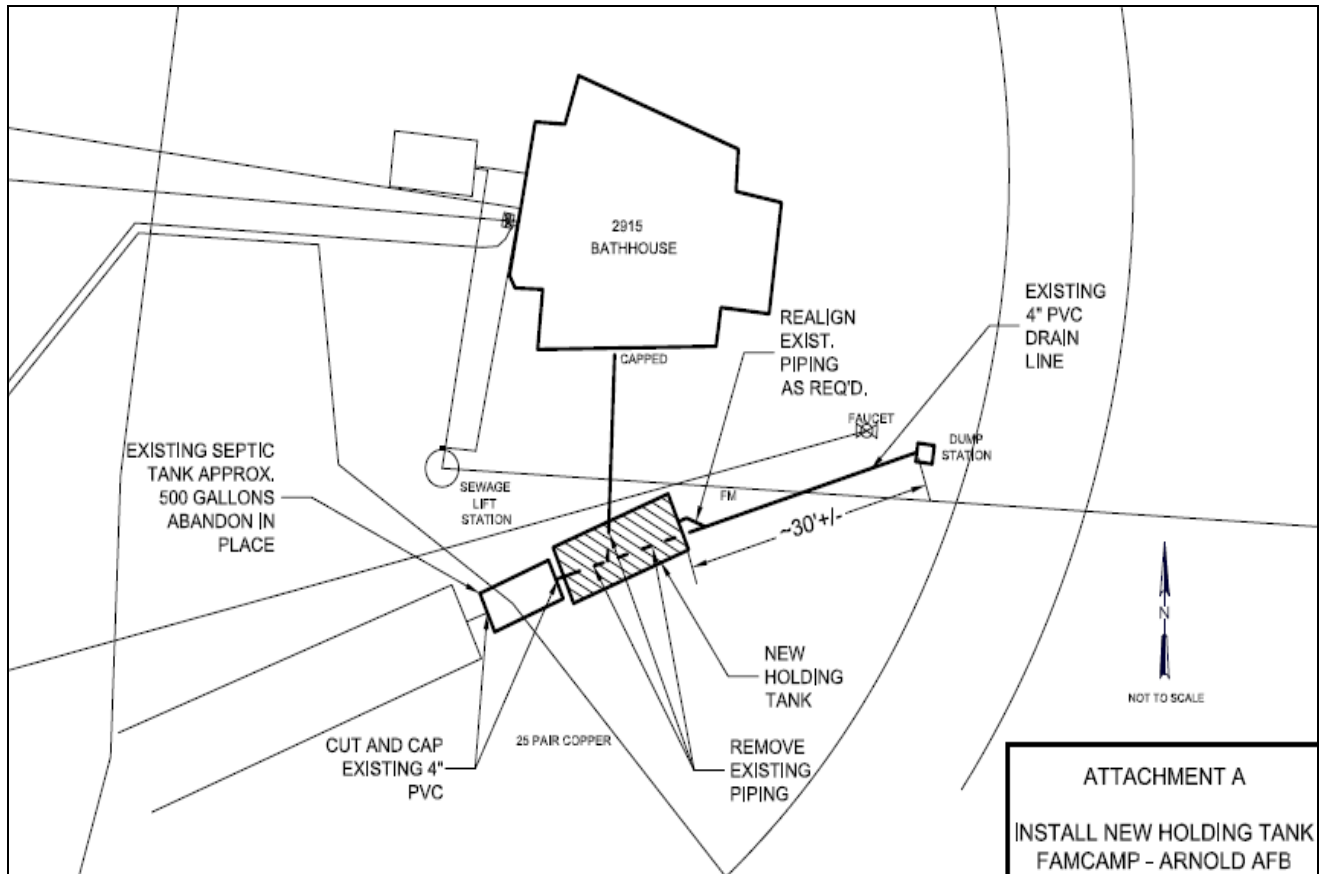 2915
BATHHOUSE
CAPPED
REALIGN
EXIST.
PIPING
AS REQ'D.
EXISTING
4" PVC
DRAIN
LINE
FAUCET
DUMP
STATION
EXISTING SEPTIC
TANK APPROX.
500 GALLONS
ABANDON IN
PLACE
SEWAGE
LIFT
STATION
FM
~30'+/-
N
NOT TO SCALE
NEW
HOLDING
TANK
25 PAIR COPPER
CUT AND CAP
EXISTING 4"
PVC
REMOVE
EXISTING
PIPING
ATTACHMENT A
INSTALL NEW HOLDING TANK
FAMCAMP - ARNOLD AFB